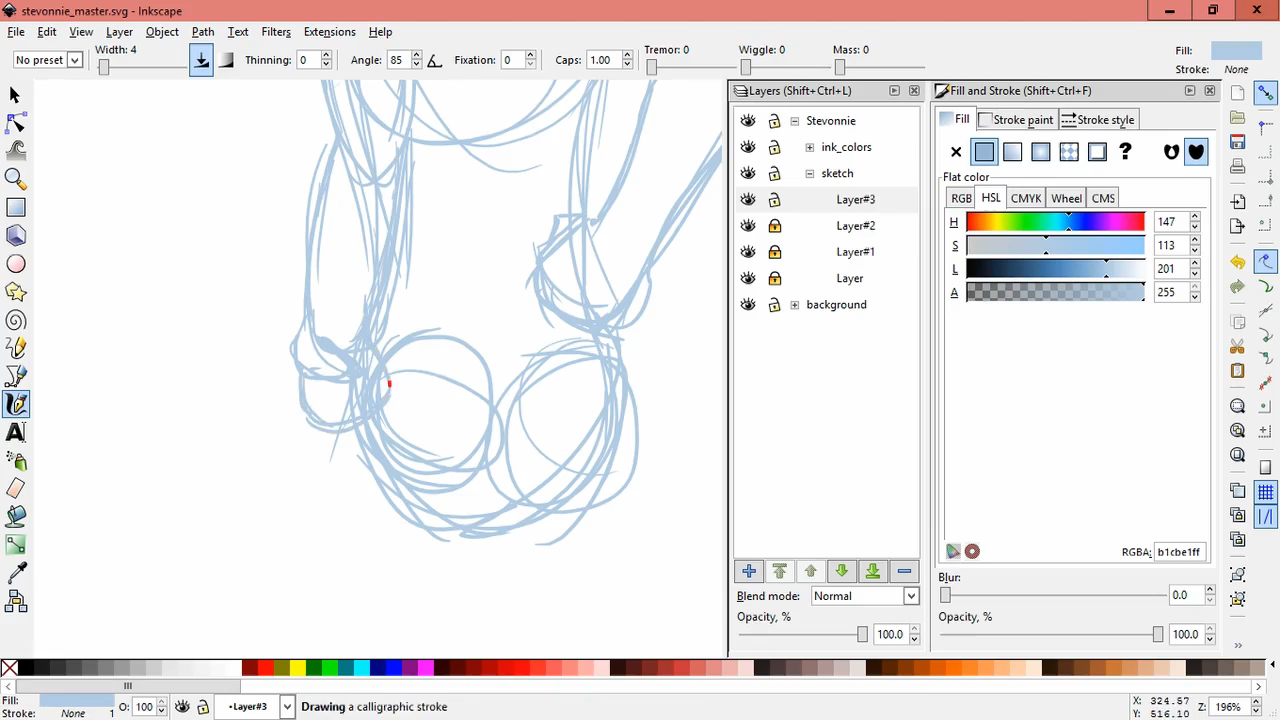 stevonnie_master.svg - Inkscape
File Edit View Layer Object Path Filters Text Extensions Help
No preset Width: 4 Thinning: 0 Angle: 85 Fixation: 0 Caps: 1.00 Tremor: 0 Wiggle: 0 Mass: 0 Fill: Stroke: None
Layers (Shift+Ctrl+L)
Stevonnie
ink_colors
sketch
Layer#3
Layer#2
Layer#1
Layer
background
Blend mode: Normal
Opacity, %
100.0
Fill and Stroke (Shift+Ctrl+F)
Fill Stroke paint Stroke style
?
Flat color
RGB HSL CMYK Wheel CMS
H 147
S 113
L 201
A 255
RGBA: b1cbe1ff
Blur:
0.0
Opacity, %
100.0
Fill:
Stroke: None 1 O: 100 •Layer#3 Drawing a calligraphic stroke X: 324.57 Y: 516.10 Z: 196%